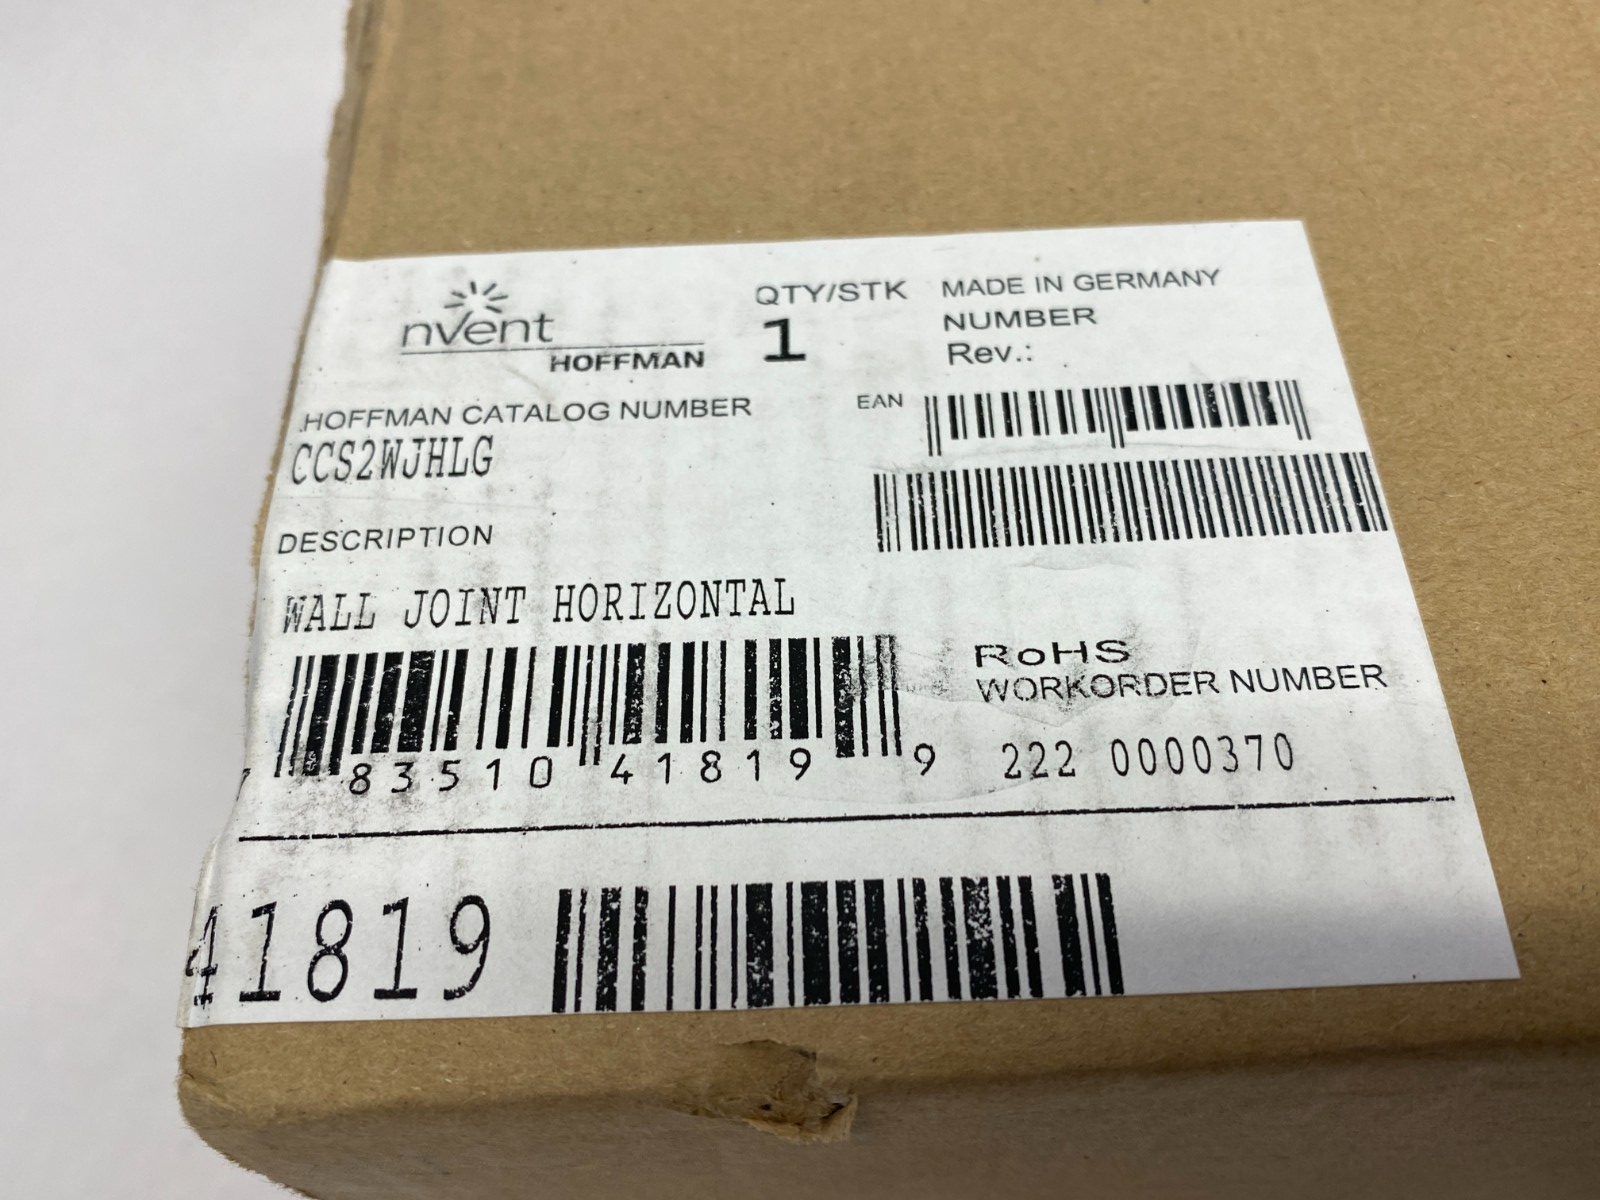 nvent
HOFFMAN
QTY/STK
1
MADE IN GERMANY
NUMBER
Rev.:
HOFFMAN CATALOG NUMBER
CCS2WJHLG
EAN
DESCRIPTION
WALL JOINT HORIZONTAL
83510 41819 9
RoHS
WORKORDER NUMBER
222 0000370
41819